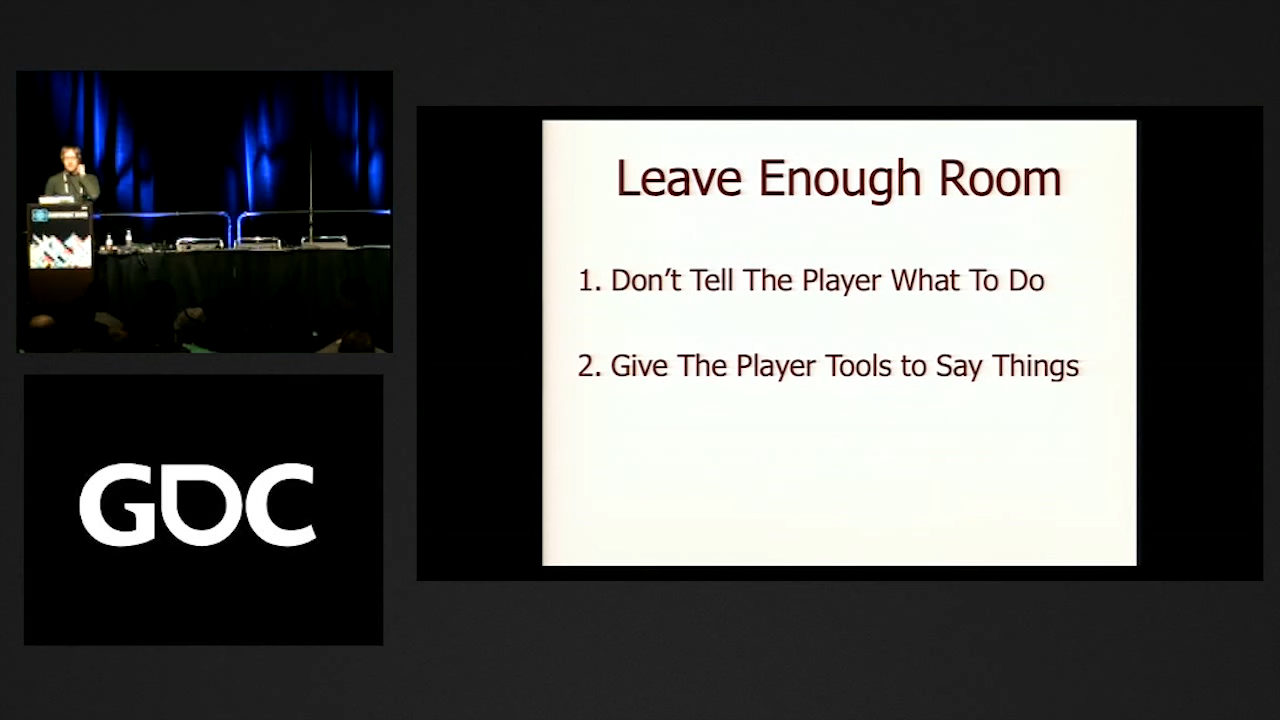 GDC
Leave Enough Room
1. Don't Tell The Player What To Do
2. Give The Player Tools to Say Things